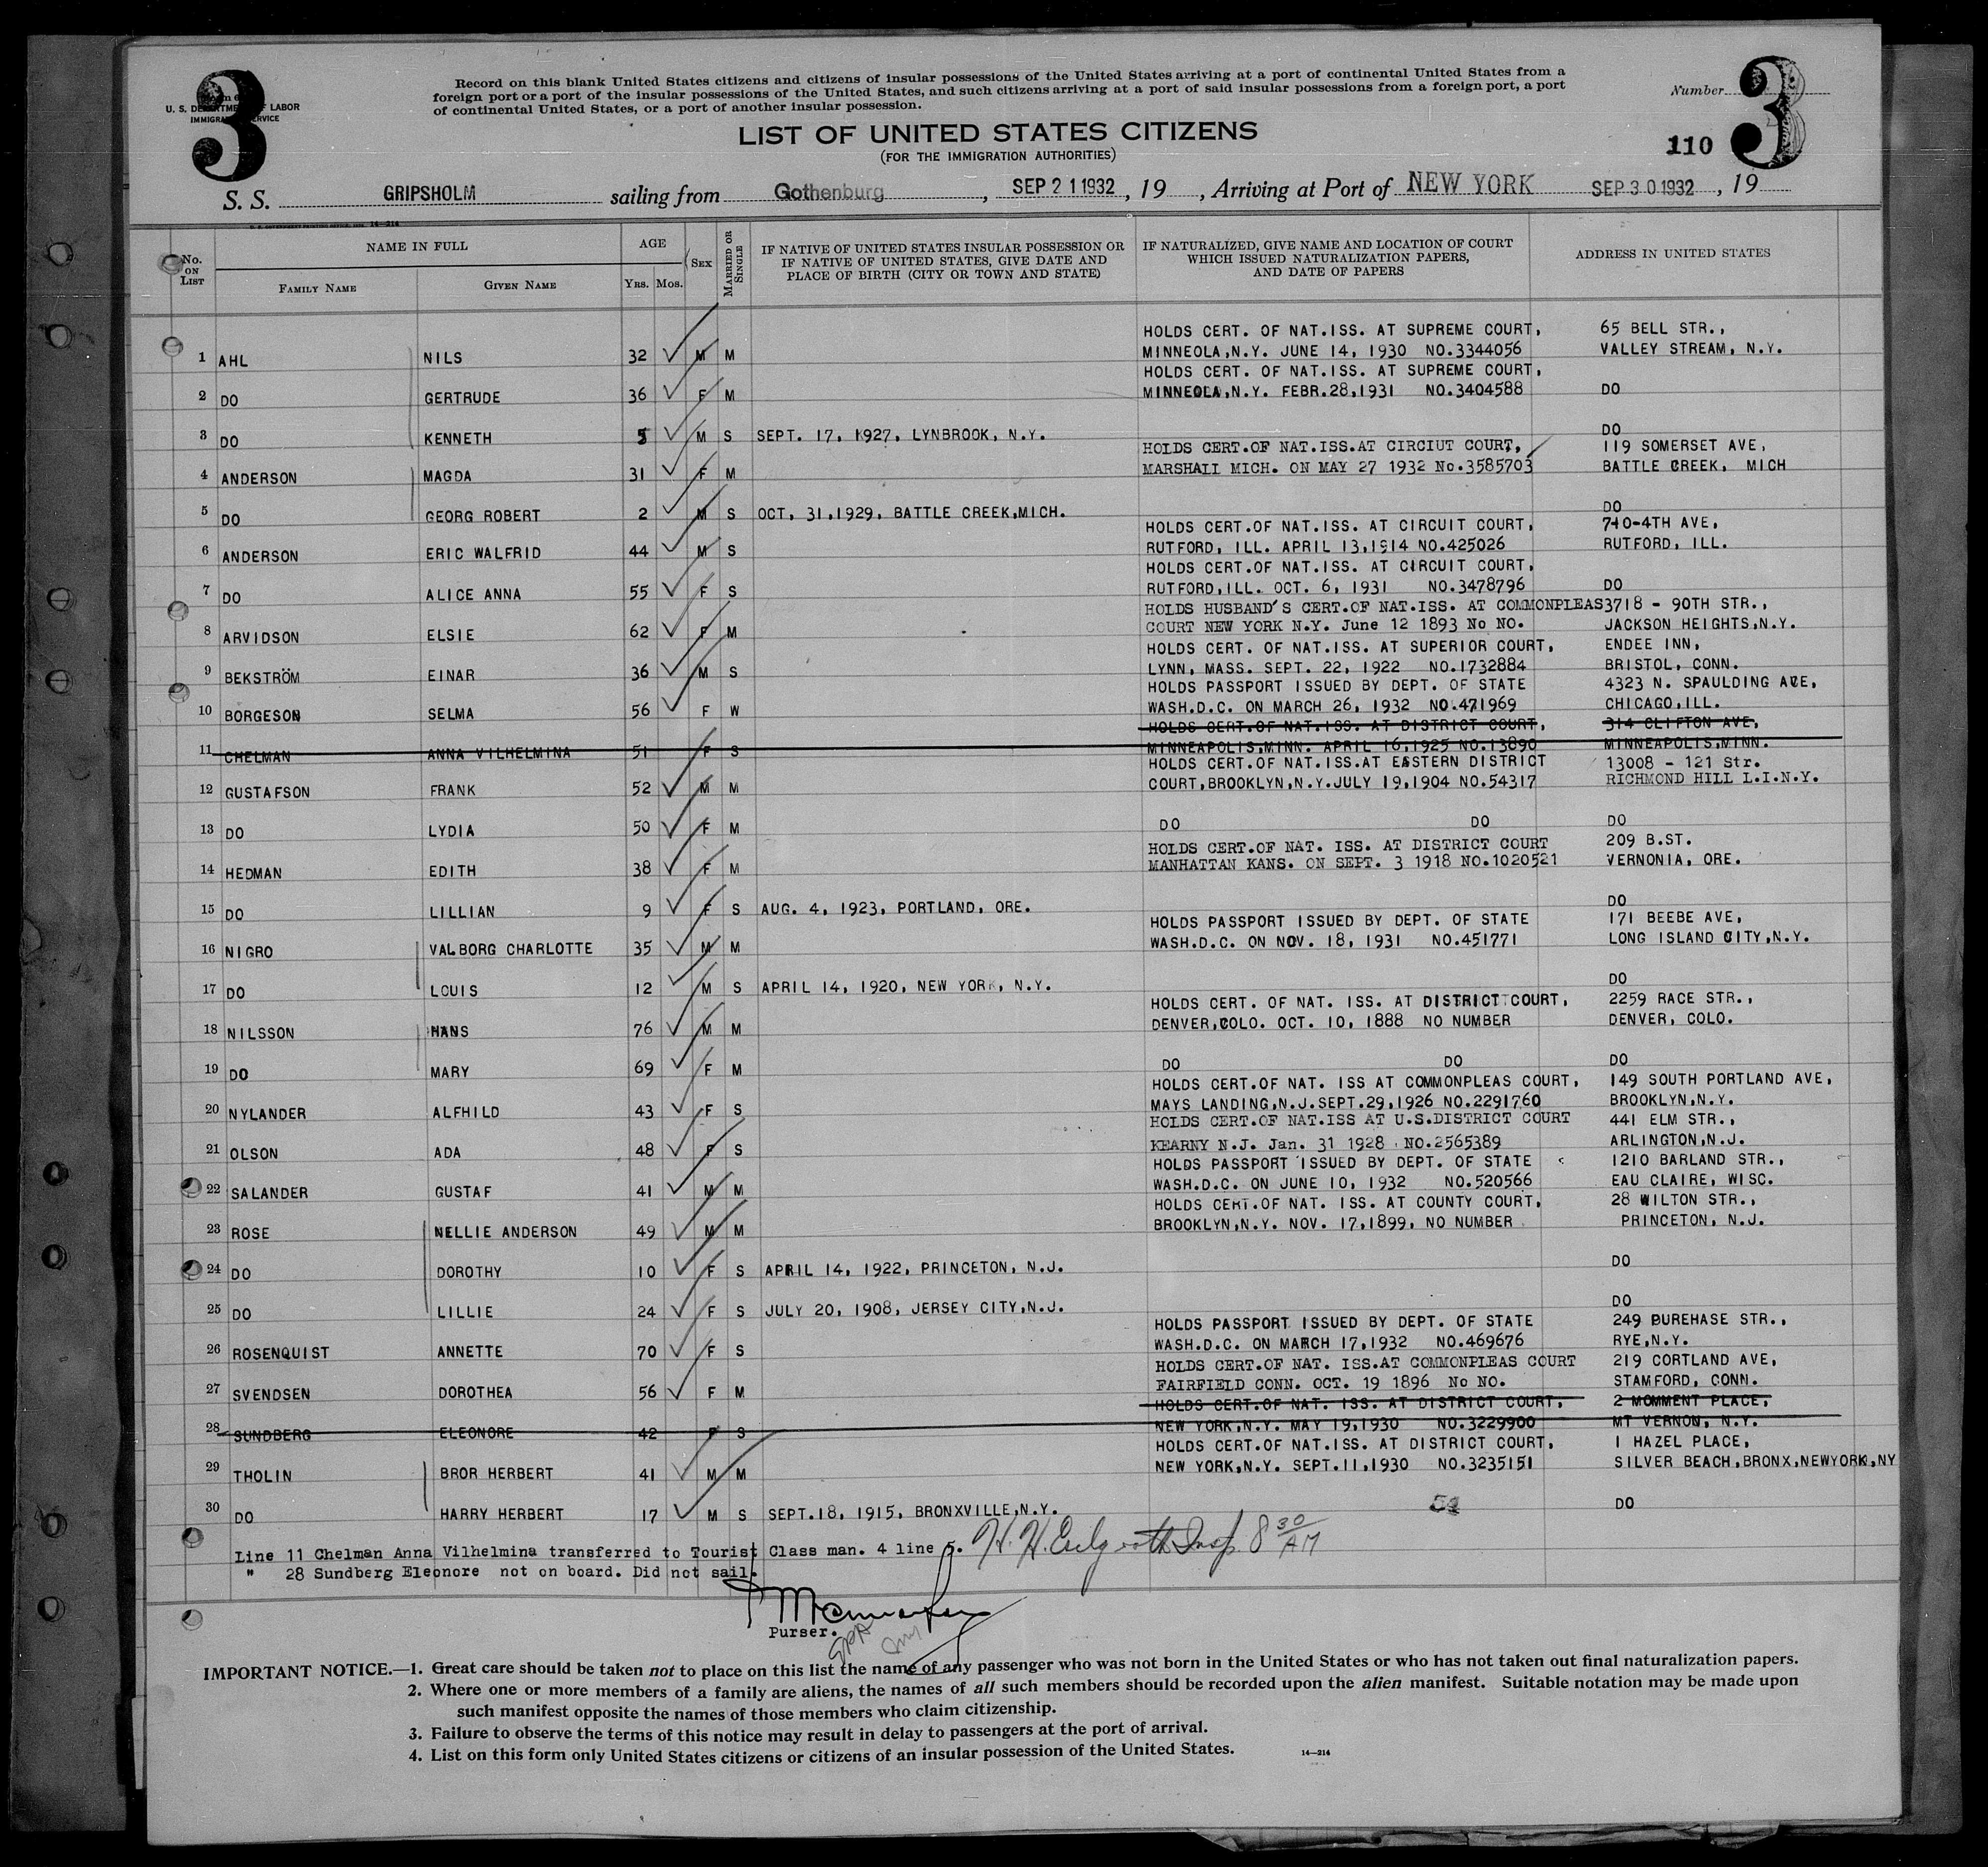 3
U. S. DEPARTMENT OF LABOR
IMMIGRATION SERVICE
Record on this blank United States citizens and citizens of insular possessions of the United States arriving at a port of continental United States from a
foreign port or a port of the insular possessions of the United States, and such citizens arriving at a port of said insular possessions from a foreign port, a port
of continental United States, or a port of another insular possession.
Number 3
LIST OF UNITED STATES CITIZENS
(FOR THE IMMIGRATION AUTHORITIES)
110
S. S. GRIPSHOLM sailing from Gothenburg, SEP 21 1932, 19 , Arriving at Port of NEW YORK SEP 30 1932, 19
No. ON LIST
NAME IN FULL
FAMILY NAME
GIVEN NAME
AGE
YRS. MOS.
SEX
MARRIED OR SINGLE
IF NATIVE OF UNITED STATES INSULAR POSSESSION OR
IF NATIVE OF UNITED STATES, GIVE DATE AND
PLACE OF BIRTH (CITY OR TOWN AND STATE)
IF NATURALIZED, GIVE NAME AND LOCATION OF COURT
WHICH ISSUED NATURALIZATION PAPERS,
AND DATE OF PAPERS
ADDRESS IN UNITED STATES
HOLDS CERT. OF NAT.ISS. AT SUPREME COURT, 65 BELL STR.,
1 AHL NILS 32 M M MINNEOLA,N.Y. JUNE 14, 1930 NO.3344056 VALLEY STREAM, N.Y.
HOLDS CERT. OF NAT.ISS. AT SUPREME COURT,
2 DO GERTRUDE 36 F M MINNEOLA,N.Y. FEBR.28,1931 NO.3404588 DO
3 DO KENNETH 5 M S SEPT. 17, 1927, LYNBROOK, N.Y. DO
HOLDS CERT.OF NAT.ISS.AT CIRCIUT COURT, 119 SOMERSET AVE,
4 ANDERSON MAGDA 31 F M MARSHALL MICH. ON MAY 27 1932 No.3585703 BATTLE CREEK, MICH
5 DO GEORG ROBERT 2 M S OCT, 31,1929, BATTLE CREEK,MICH. DO
HOLDS CERT.OF NAT.ISS. AT CIRCUIT COURT, 710-4TH AVE,
6 ANDERSON ERIC WALFRID 44 M S RUTFORD, ILL. APRIL 13,1914 NO.425026 RUTFORD, ILL.
HOLDS CERT.OF NAT.ISS. AT CIRCUIT COURT,
7 DO ALICE ANNA 55 F S RUTFORD,ILL. OCT. 6, 1931 NO.3478796 DO
HOLDS HUSBAND'S CERT.OF NAT.ISS. AT COMMONPLEAS 3718 - 90TH STR.,
8 ARVIDSON ELSIE 62 F M COURT NEW YORK N.Y. June 12 1893 No NO. JACKSON HEIGHTS,N.Y.
HOLDS CERT. OF NAT.ISS. AT SUPERIOR COURT, ENDEE INN,
9 BEKSTRÖM EINAR 36 M S LYNN, MASS. SEPT. 22, 1922 NO.1732884 BRISTOL, CONN.
HOLDS PASSPORT ISSUED BY DEPT. OF STATE 4323 N. SPAULDING AVE,
10 BORGESON SELMA 56 F W WASH.D.C. ON MARCH 26, 1932 NO.471969 CHICAGO,ILL.
HOLDS CERT.OF NAT.ISS. AT DISTRICT COURT, 314 CLIFTON AVE,
11 CHELMAN ANNA VILHELMINA 51 F S MINNEAPOLIS,MINN. APRIL 16,1925 NO.13890 MINNEAPOLIS,MINN.
HOLDS CERT.OF NAT.ISS.AT EASTERN DISTRICT 13008 - 121 Str.
12 GUSTAFSON FRANK 52 M M COURT,BROOKLYN,N.Y.JULY 19,1904 NO.54317 RICHMOND HILL L.I.N.Y.
13 DO LYDIA 50 F M DO DO DO
HOLDS CERT.OF NAT. ISS. AT DISTRICT COURT 209 B.ST.
14 HEDMAN EDITH 38 F M MANHATTAN KANS. ON SEPT. 3 1918 NO.1020521 VERNONIA, ORE.
15 DO LILLIAN 9 F S AUG. 4, 1923, PORTLAND, ORE. DO
HOLDS PASSPORT ISSUED BY DEPT. OF STATE 171 BEEBE AVE,
16 NIGRO VALBORG CHARLOTTE 35 M M WASH.D.C. ON NOV. 18, 1931 NO.451771 LONG ISLAND CITY,N.Y.
17 DO LOUIS 12 M S APRIL 14, 1920, NEW YORK, N.Y. DO
HOLDS CERT. OF NAT. ISS. AT DISTRICT COURT, 2259 RACE STR.,
18 NILSSON HANS 76 M M DENVER,COLO. OCT. 10, 1888 NO NUMBER DENVER, COLO.
19 DO MARY 69 F M DO DO DO
HOLDS CERT.OF NAT. ISS AT COMMONPLEAS COURT, 149 SOUTH PORTLAND AVE,
20 NYLANDER ALFHILD 43 F S MAYS LANDING,N.J.SEPT.29,1926 NO.2291760 BROOKLYN,N.Y.
HOLDS CERT.OF NAT.ISS AT U.S.DISTRICT COURT 441 ELM STR.,
21 OLSON ADA 48 F S KEARNY N.J. Jan. 31 1928 NO.2565389 ARLINGTON,N.J.
HOLDS PASSPORT ISSUED BY DEPT. OF STATE 1210 BARLAND STR.,
22 SALANDER GUSTAF 41 M M WASH.D.C. ON JUNE 10, 1932 NO.520566 EAU CLAIRE, WISC.
HOLDS CERT.OF NAT. ISS. AT COUNTY COURT, 28 WILTON STR.,
23 ROSE NELLIE ANDERSON 49 M M BROOKLYN,N.Y. NOV. 17,1899, NO NUMBER PRINCETON, N.J.
24 DO DOROTHY 10 F S APRIL 14, 1922, PRINCETON, N.J. DO
25 DO LILLIE 24 F S JULY 20, 1908, JERSEY CITY,N.J. DO
HOLDS PASSPORT ISSUED BY DEPT. OF STATE 249 PUREHASE STR.,
26 ROSENQUIST ANNETTE 70 F S WASH.D.C. ON MARCH 17,1932 NO.469676 RYE,N.Y.
HOLDS CERT.OF NAT. ISS.AT COMMONPLEAS COURT 219 CORTLAND AVE,
27 SVENDSEN DOROTHEA 56 F M FAIRFIELD CONN. OCT. 19 1896 No NO. STAMFORD, CONN.
HOLDS CERT.OF NAT. ISS. AT DISTRICT COURT, 2 MOMMENT PLACE,
28 SUNDBERG ELEONORE 42 F S NEW YORK,N.Y. MAY 19,1930 NO.3229900 MT VERNON, N.Y.
HOLDS CERT.OF NAT.ISS. AT DISTRICT COURT, 1 HAZEL PLACE,
29 THOLIN BROR HERBERT 41 M M NEW YORK,N.Y. SEPT.11,1930 NO.3235151 SILVER BEACH,BRONX,NEWYORK,NY
30 DO HARRY HERBERT 17 M S SEPT.18, 1915, BRONXVILLE,N.Y. DO
Line 11 Chelman Anna Vilhelmina transferred to Tourist Class man. 4 line 5. H. H. Insp. 8 30 AM
" 28 Sundberg Eleonore not on board. Did not sail.
Purser.
IMPORTANT NOTICE.—1. Great care should be taken not to place on this list the name of any passenger who was not born in the United States or who has not taken out final naturalization papers.
2. Where one or more members of a family are aliens, the names of all such members should be recorded upon the alien manifest. Suitable notation may be made upon
such manifest opposite the names of those members who claim citizenship.
3. Failure to observe the terms of this notice may result in delay to passengers at the port of arrival.
4. List on this form only United States citizens or citizens of an insular possession of the United States. 14—214